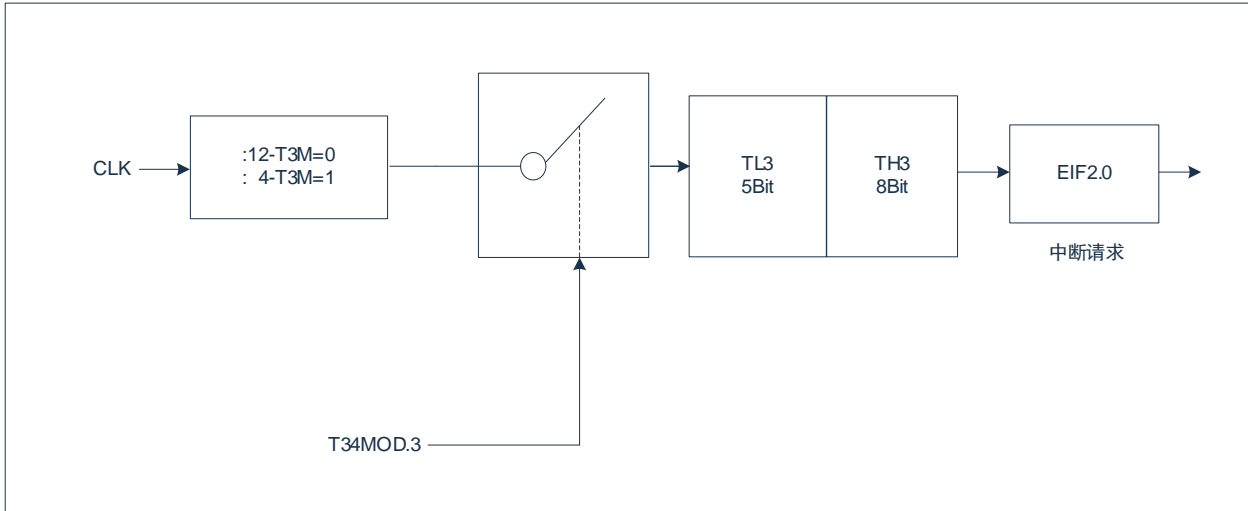 CLK
:12-T3M=0
: 4-T3M=1
TL3
5Bit
TH3
8Bit
EIF2.0
中断请求
T34MOD.3